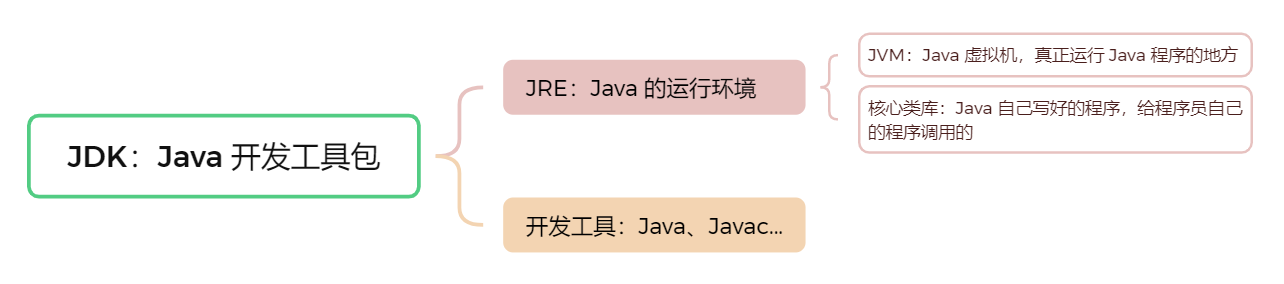 JDK：Java 开发工具包
JRE：Java 的运行环境
JVM：Java 虚拟机，真正运行 Java 程序的地方
核心类库：Java 自己写好的程序，给程序员自己
的程序调用的
开发工具：Java、Javac...